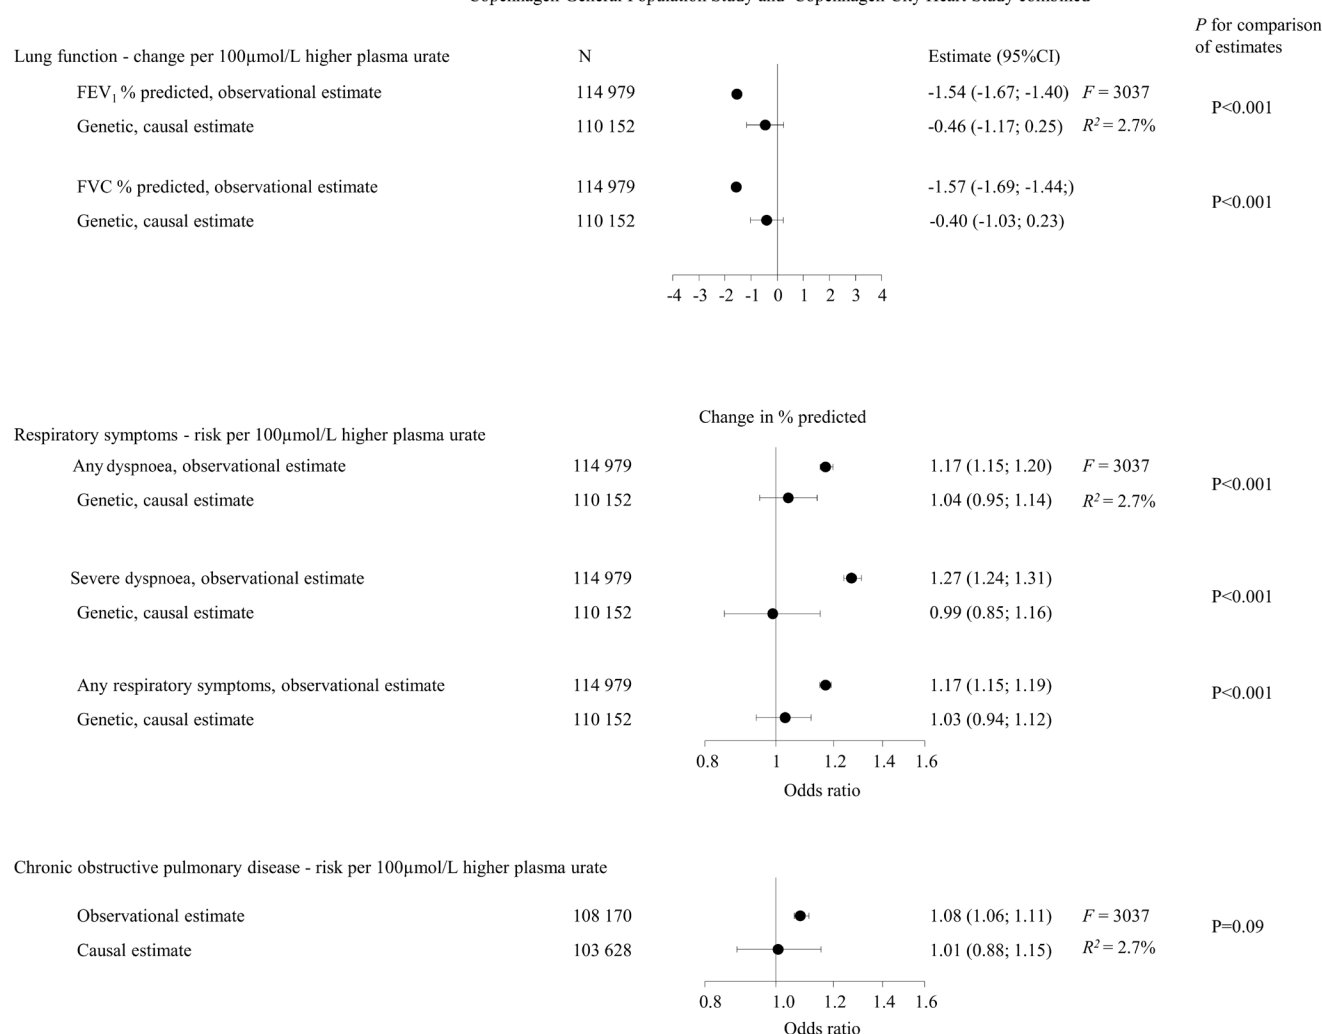 Copenhagen General Population Study and Copenhagen City Heart Study combined
P for comparison
of estimates
Lung function - change per 100µmol/L higher plasma urate N Estimate (95%CI)
FEV1 % predicted, observational estimate 114 979 -1.54 (-1.67; -1.40) F = 3037
P<0.001
Genetic, causal estimate 110 152 -0.46 (-1.17; 0.25) R² = 2.7%
FVC % predicted, observational estimate 114 979 -1.57 (-1.69; -1.44;)
P<0.001
Genetic, causal estimate 110 152 -0.40 (-1.03; 0.23)
-4 -3 -2 -1 0 1 2 3 4
Change in % predicted
Respiratory symptoms - risk per 100µmol/L higher plasma urate
Any dyspnoea, observational estimate 114 979 1.17 (1.15; 1.20) F = 3037
P<0.001
Genetic, causal estimate 110 152 1.04 (0.95; 1.14) R² = 2.7%
Severe dyspnoea, observational estimate 114 979 1.27 (1.24; 1.31)
P<0.001
Genetic, causal estimate 110 152 0.99 (0.85; 1.16)
Any respiratory symptoms, observational estimate 114 979 1.17 (1.15; 1.19)
P<0.001
Genetic, causal estimate 110 152 1.03 (0.94; 1.12)
0.8 1 1.2 1.4 1.6
Odds ratio
Chronic obstructive pulmonary disease - risk per 100µmol/L higher plasma urate
Observational estimate 108 170 1.08 (1.06; 1.11) F = 3037
P=0.09
Causal estimate 103 628 1.01 (0.88; 1.15) R² = 2.7%
0.8 1.0 1.2 1.4 1.6
Odds ratio